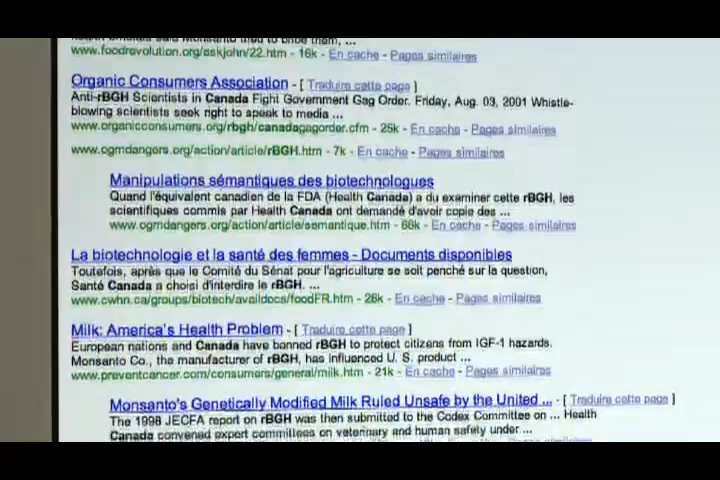 www.foodrevolution.org/askjohn/22.htm - 16k - En cache - Pages similaires
Organic Consumers Association - [ Traduire cette page ]
Anti-rBGH Scientists in Canada Fight Government Gag Order. Friday, Aug. 03, 2001 Whistle-
blowing scientists seek right to speak to media ...
www.organicconsumers.org/rbgh/canadagagorder.cfm - 25k - En cache - Pages similaires
www.ogmdangers.org/action/article/rBGH.htm - 7k - En cache - Pages similaires
Manipulations sémantiques des biotechnologues
Quand l'équivalent canadien de la FDA (Health Canada) a du examiner cette rBGH, les
scientifiques commis par Health Canada ont demandé d'avoir copie des ...
www.ogmdangers.org/action/article/semantique.htm - 66k - En cache - Pages similaires
La biotechnologie et la santé des femmes - Documents disponibles
Toutefois, après que le Comité du Sénat pour l'agriculture se soit penché sur la question,
Santé Canada a choisi d'interdire le rBGH. ...
www.cwhn.ca/groups/biotech/availdocs/foodFR.htm - 26k - En cache - Pages similaires
Milk: America's Health Problem - [ Traduire cette page ]
European nations and Canada have banned rBGH to protect citizens from IGF-1 hazards.
Monsanto Co., the manufacturer of rBGH, has influenced U. S. product ...
www.preventcancer.com/consumers/general/milk.htm - 21k - En cache - Pages similaires
Monsanto's Genetically Modified Milk Ruled Unsafe by the United ... - [ Traduire cette page ]
The 1998 JECFA report on rBGH was then submitted to the Codex Committee on ... Health
Canada convened expert committees on veterinary and human safety under ...